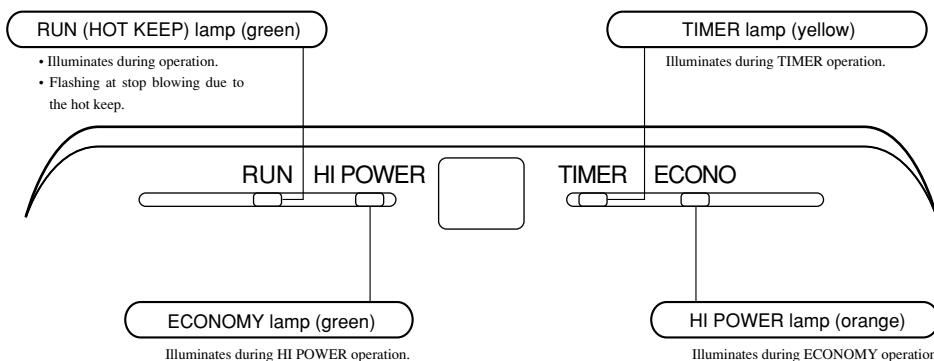 RUN (HOT KEEP) lamp (green)
• Illuminates during operation.
• Flashing at stop blowing due to
the hot keep.
TIMER lamp (yellow)
Illuminates during TIMER operation.
RUN HI POWER
TIMER ECONO
ECONOMY lamp (green)
Illuminates during HI POWER operation.
HI POWER lamp (orange)
Illuminates during ECONOMY operation